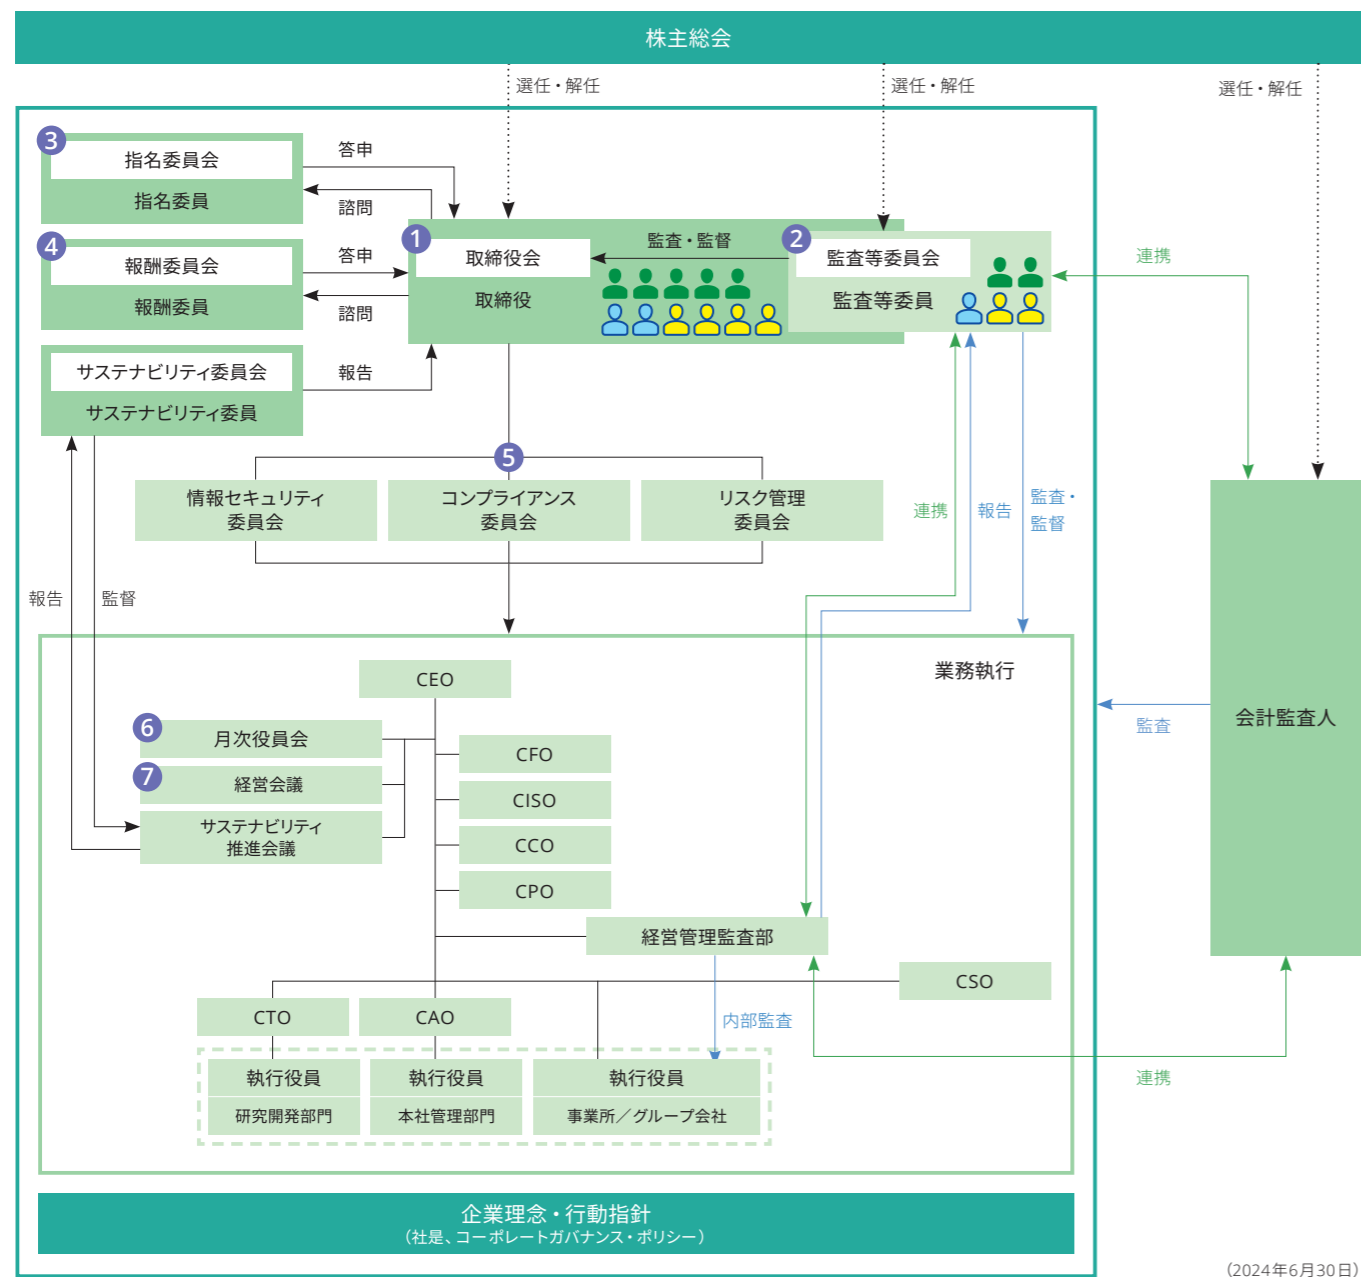 株主総会
選任・解任
選任・解任
選任・解任
3
指名委員会
指名委員
答申
諮問
4
報酬委員会
報酬委員
答申
諮問
1
取締役会
取締役
監査・監督
2
監査等委員会
監査等委員
連携
サステナビリティ委員会
サステナビリティ委員
報告
5
情報セキュリティ
委員会
コンプライアンス
委員会
リスク管理
委員会
連携
報告
監査・
監督
報告
監督
業務執行
CEO
6
月次役員会
7
経営会議
サステナビリティ
推進会議
CFO
CISO
CCO
CPO
経営管理監査部
CSO
CTO
CAO
内部監査
執行役員
研究開発部門
執行役員
本社管理部門
執行役員
事業所／グループ会社
監査
会計監査人
連携
企業理念・行動指針
（社是、コーポレートガバナンス・ポリシー）
（2024年6月30日）